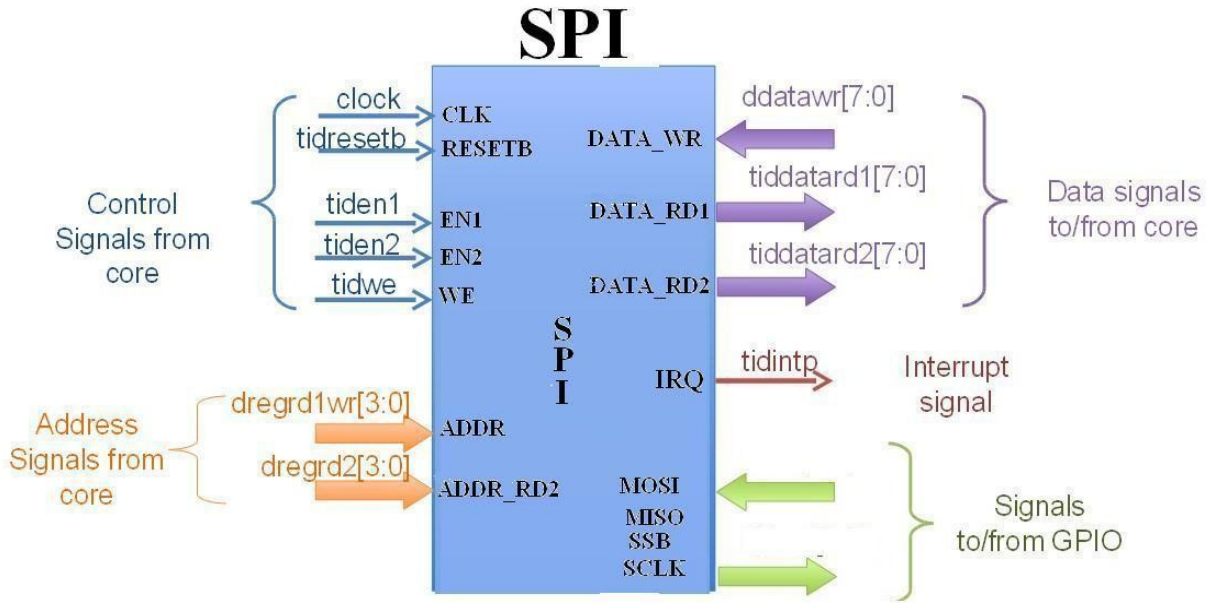 SPI
clock
CLK
tidresetb
RESETB
tiden1
EN1
tiden2
EN2
tidwe
WE
Control
Signals from
core
dregrd1wr[3:0]
ADDR
dregrd2[3:0]
ADDR_RD2
Address
Signals from
core
S
P
I
ddatawr[7:0]
DATA_WR
tiddatard1[7:0]
DATA_RD1
tiddatard2[7:0]
DATA_RD2
Data signals
to/from core
tidintp
IRQ
Interrupt
signal
MOSI
MISO
SSB
SCLK
Signals
to/from GPIO